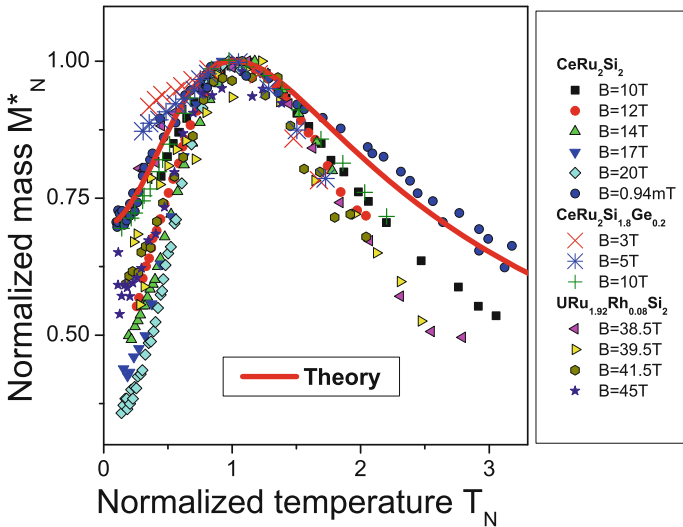 Normalized mass M*N
1.00
0.75
0.50
0
1
2
3
Normalized temperature TN
Theory
CeRu2Si2
B=10T
B=12T
B=14T
B=17T
B=20T
B=0.94mT
CeRu2Si1.8Ge0.2
B=3T
B=5T
B=10T
URu1.92Rh0.08Si2
B=38.5T
B=39.5T
B=41.5T
B=45T